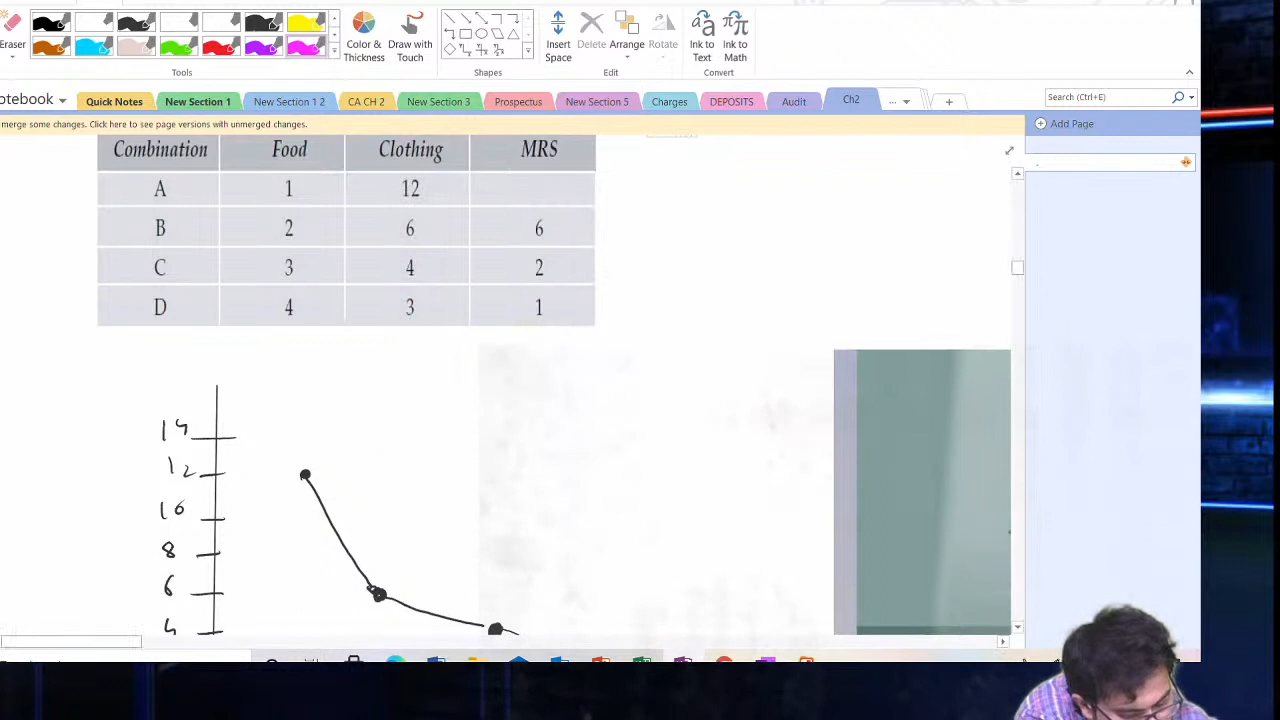 Eraser
Tools
Color & Thickness
Draw with Touch
Shapes
Insert Space
Delete
Arrange
Rotate
Edit
Ink to Text
Ink to Math
Convert
otebook
Quick Notes
New Section 1
New Section 1 2
CA CH 2
New Section 3
Prospectus
New Section 5
Charges
DEPOSITS
Audit
Ch2
...
Search (Ctrl+E)
merge some changes. Click here to see page versions with unmerged changes.
Add Page
Combination Food Clothing MRS
A 1 12
B 2 6 6
C 3 4 2
D 4 3 1
14
12
10
8
6
4